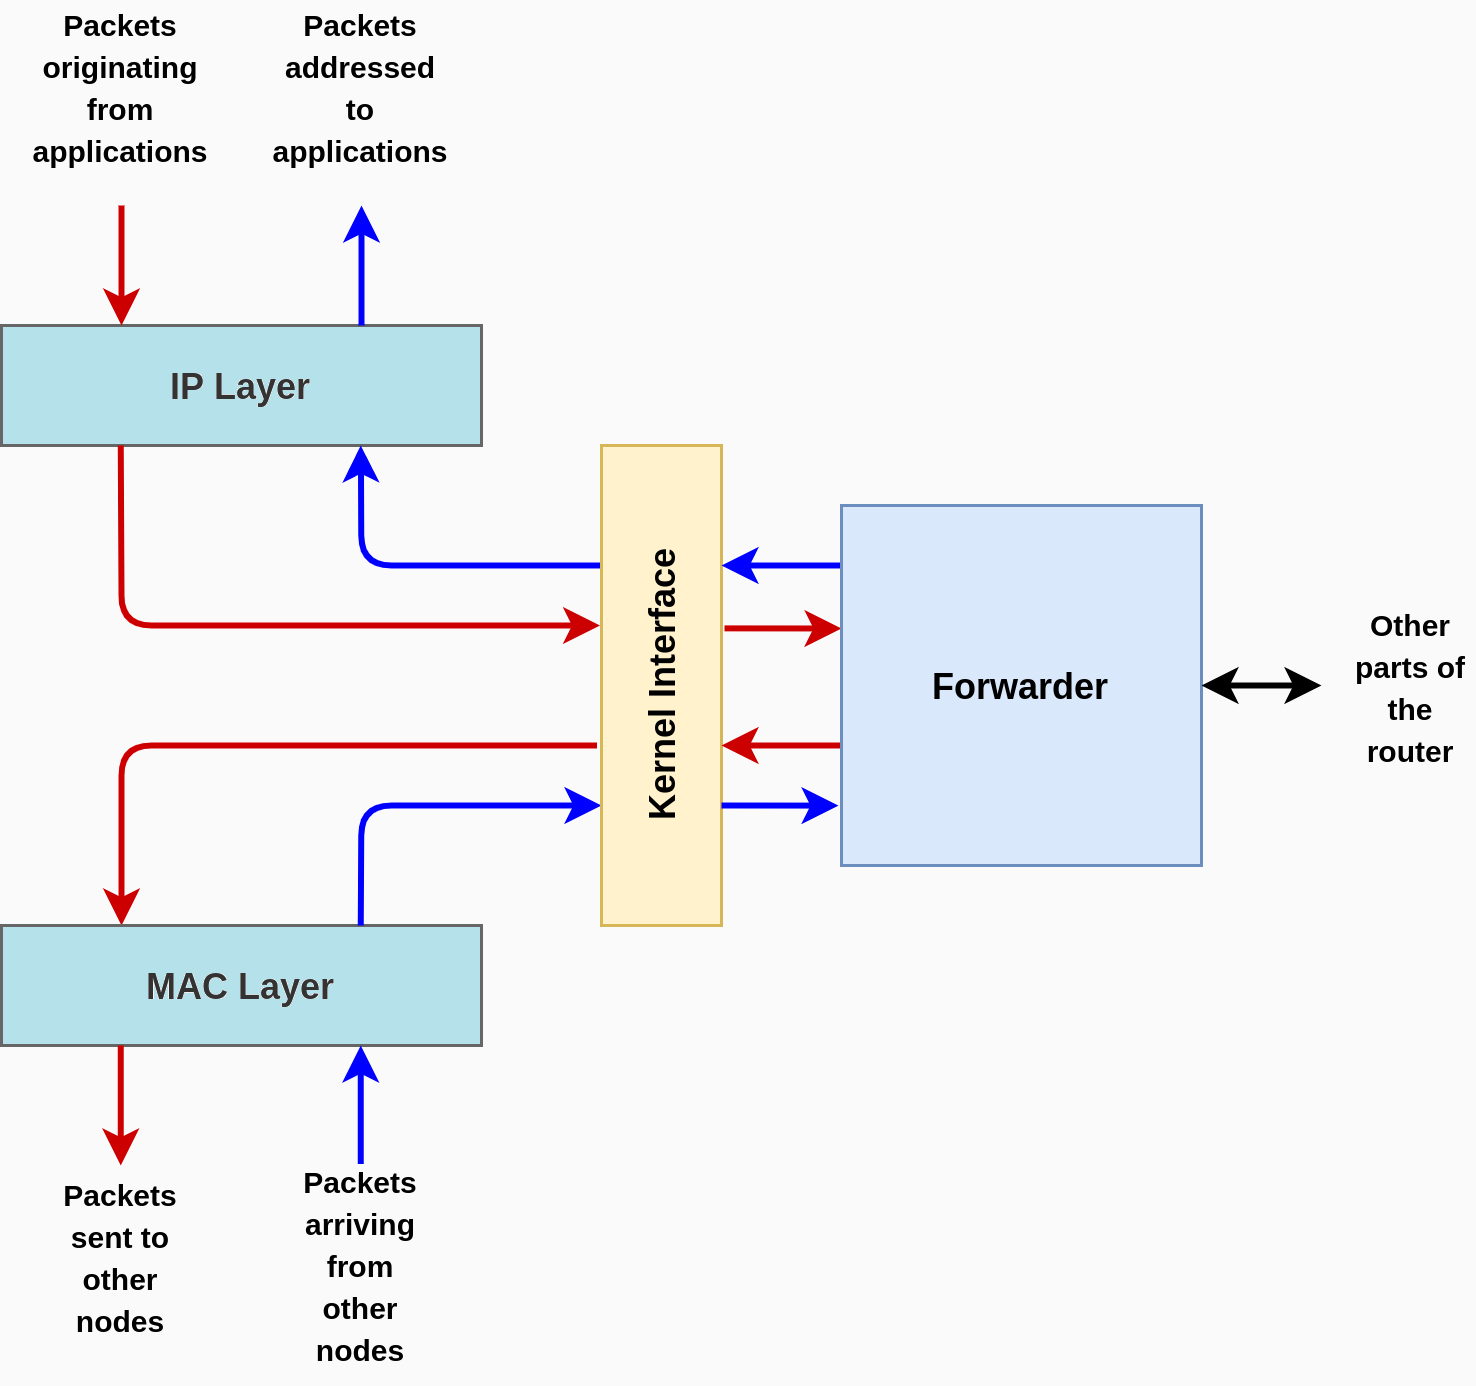 Packets
originating
from
applications
Packets
addressed
to
applications
IP Layer
Kernel Interface
Forwarder
Other
parts of
the
router
MAC Layer
Packets
sent to
other
nodes
Packets
arriving
from
other
nodes